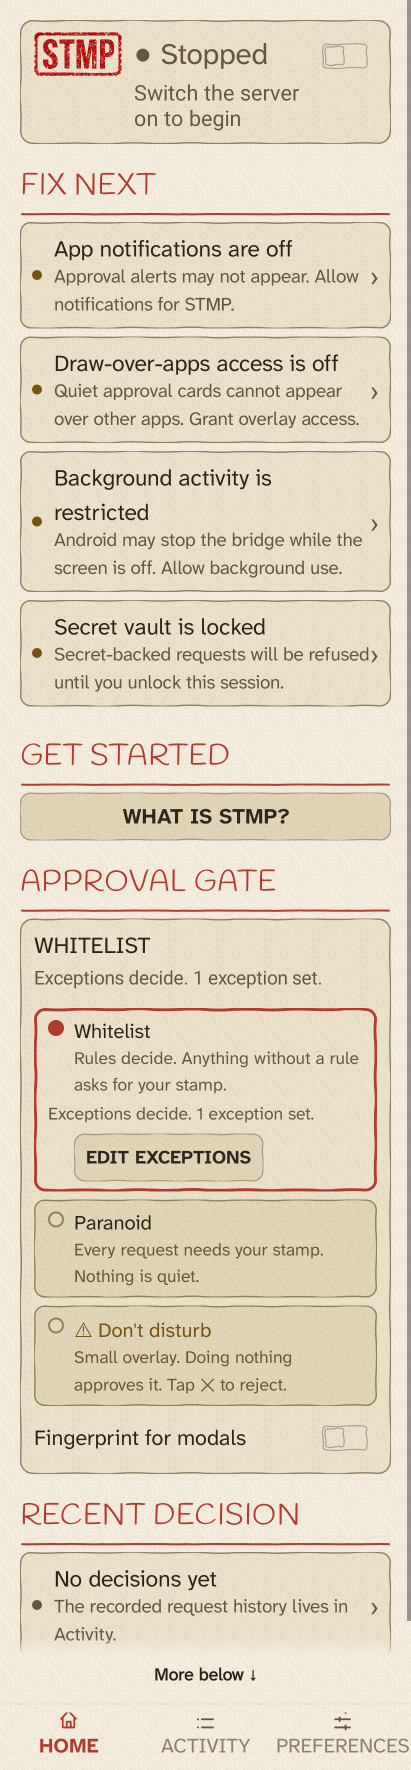 STMP
● Stopped
Switch the server
on to begin
FIX NEXT
App notifications are off
Approval alerts may not appear. Allow
notifications for STMP.
Draw-over-apps access is off
Quiet approval cards cannot appear
over other apps. Grant overlay access.
Background activity is
restricted
Android may stop the bridge while the
screen is off. Allow background use.
Secret vault is locked
Secret-backed requests will be refused
until you unlock this session.
GET STARTED
WHAT IS STMP?
APPROVAL GATE
WHITELIST
Exceptions decide. 1 exception set.
Whitelist
Rules decide. Anything without a rule
asks for your stamp.
Exceptions decide. 1 exception set.
EDIT EXCEPTIONS
Paranoid
Every request needs your stamp.
Nothing is quiet.
⚠ Don't disturb
Small overlay. Doing nothing
approves it. Tap ✕ to reject.
Fingerprint for modals
RECENT DECISION
No decisions yet
The recorded request history lives in
Activity.
More below ↓
HOME
ACTIVITY
PREFERENCES